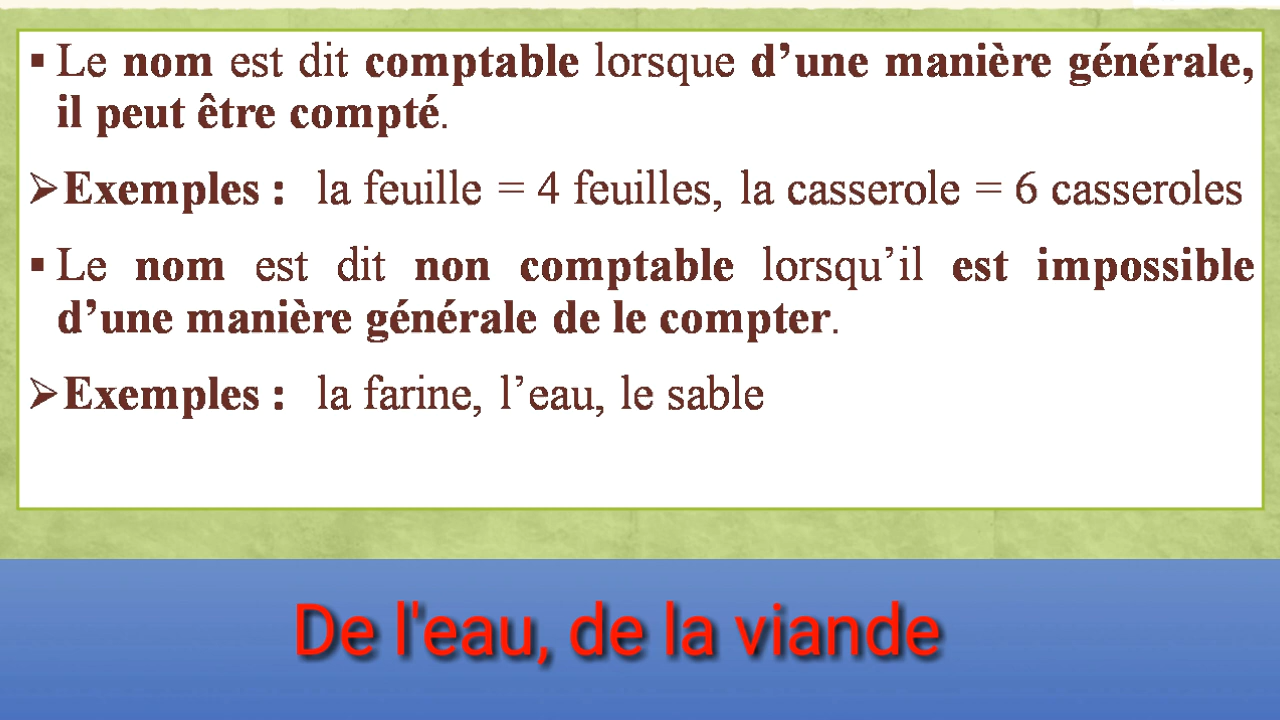 ▪ Le nom est dit comptable lorsque d’une manière générale,
il peut être compté.
➢ Exemples : la feuille = 4 feuilles, la casserole = 6 casseroles
▪ Le nom est dit non comptable lorsqu’il est impossible
d’une manière générale de le compter.
➢ Exemples : la farine, l’eau, le sable
De l'eau, de la viande